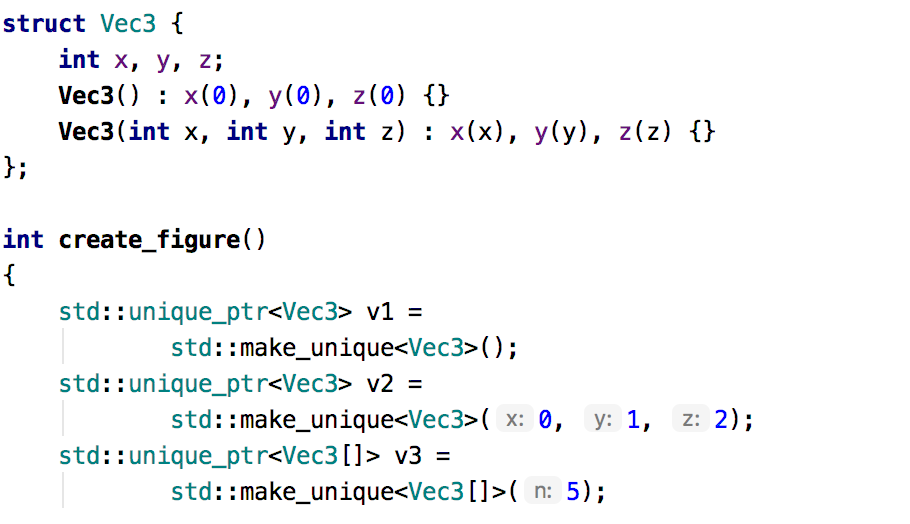 struct Vec3 {
    int x, y, z;
    Vec3() : x(0), y(0), z(0) {}
    Vec3(int x, int y, int z) : x(x), y(y), z(z) {}
};

int create_figure()
{
    std::unique_ptr<Vec3> v1 =
            std::make_unique<Vec3>();
    std::unique_ptr<Vec3> v2 =
            std::make_unique<Vec3>( x: 0, y: 1, z: 2);
    std::unique_ptr<Vec3[]> v3 =
            std::make_unique<Vec3[]>( n: 5);